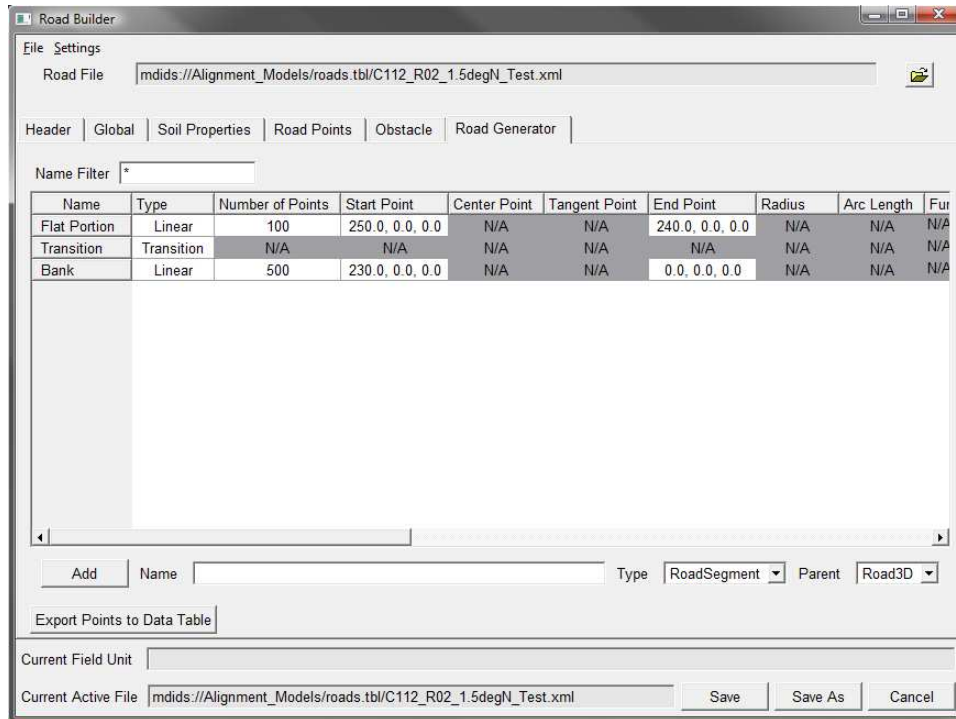 Road Builder
File Settings
Road File mdids://Alignment_Models/roads.tbl/C112_R02_1.5degN_Test.xml
Header Global Soil Properties Road Points Obstacle Road Generator
Name Filter *
Name Type Number of Points Start Point Center Point Tangent Point End Point Radius Arc Length Fur
Flat Portion Linear 100 250.0, 0.0, 0.0 N/A N/A 240.0, 0.0, 0.0 N/A N/A N/A
Transition Transition N/A N/A N/A N/A N/A N/A N/A N/A
Bank Linear 500 230.0, 0.0, 0.0 N/A N/A 0.0, 0.0, 0.0 N/A N/A N/A
Add Name Type RoadSegment Parent Road3D
Export Points to Data Table
Current Field Unit
Current Active File mdids://Alignment_Models/roads.tbl/C112_R02_1.5degN_Test.xml Save Save As Cancel